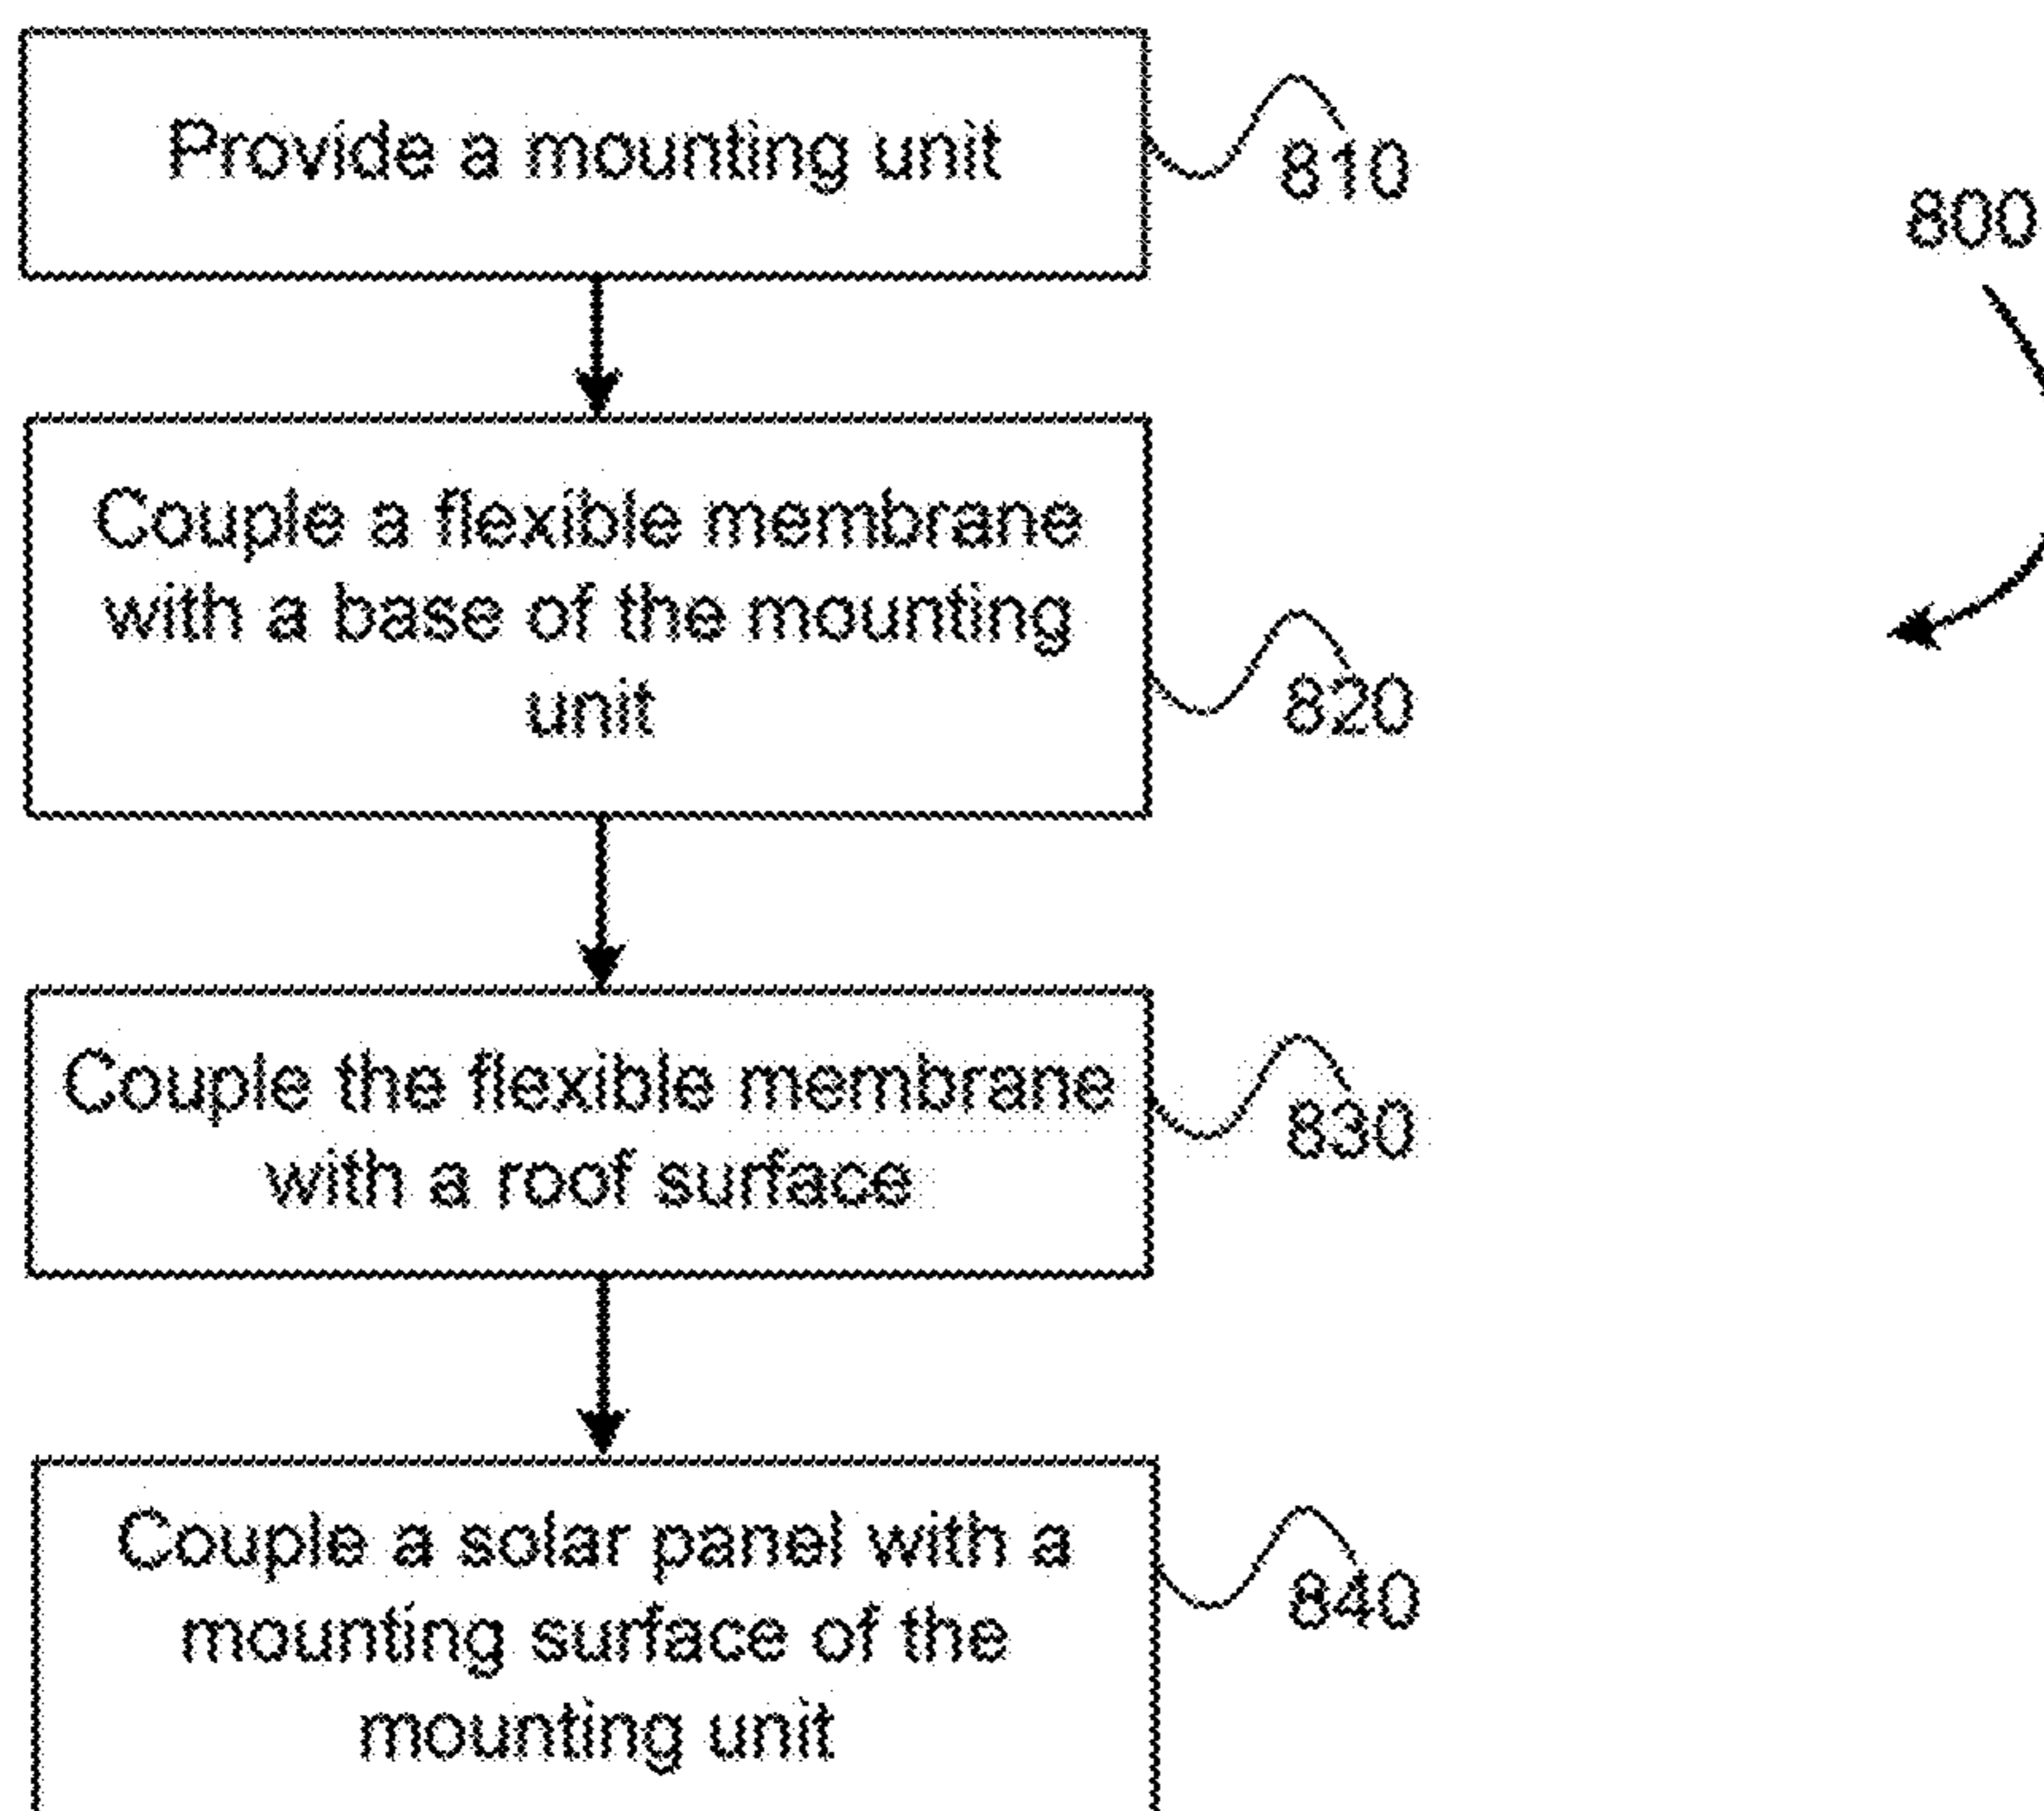 Provide a mounting unit
810
800
Couple a flexible membrane
with a base of the mounting
unit
820
Couple the flexible membrane
with a roof surface
830
Couple a solar panel with a
mounting surface of the
mounting unit
840